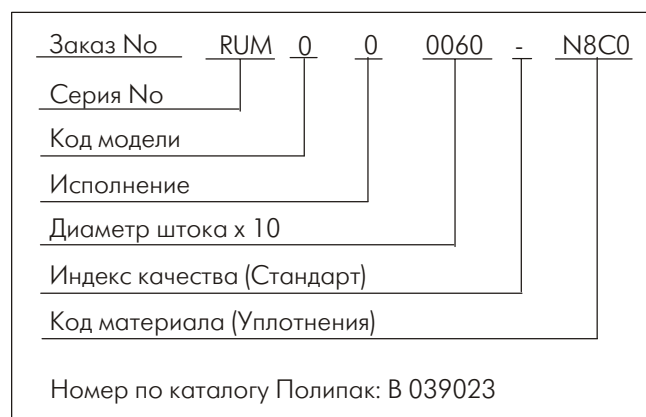 Заказ No RUM 0 0 0060 - N8C0
Серия No
Код модели
Исполнение
Диаметр штока x 10
Индекс качества (Стандарт)
Код материала (Уплотнения)
Номер по каталогу Полипак: В 039023